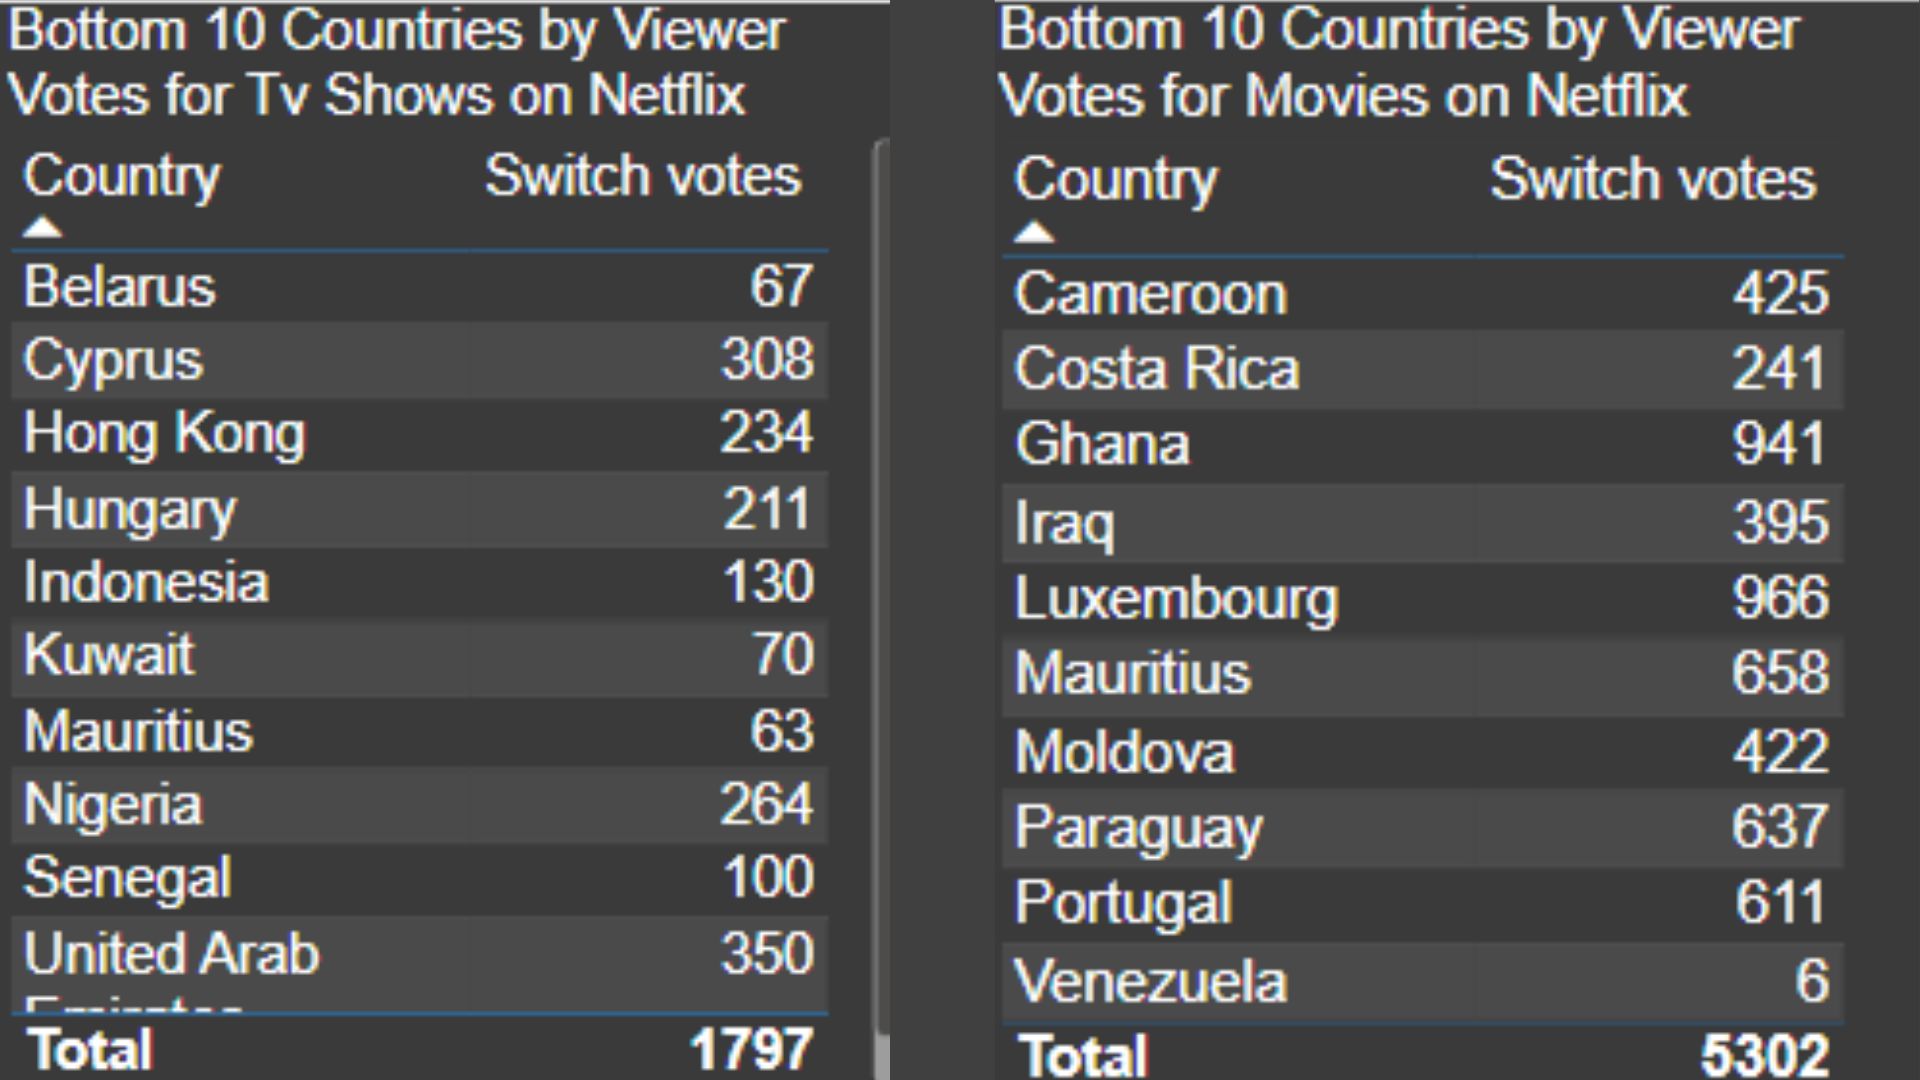 Bottom 10 Countries by Viewer
Votes for Tv Shows on Netflix
Country Switch votes
Belarus 67
Cyprus 308
Hong Kong 234
Hungary 211
Indonesia 130
Kuwait 70
Mauritius 63
Nigeria 264
Senegal 100
United Arab 350
Emirates
Total 1797
Bottom 10 Countries by Viewer
Votes for Movies on Netflix
Country Switch votes
Cameroon 425
Costa Rica 241
Ghana 941
Iraq 395
Luxembourg 966
Mauritius 658
Moldova 422
Paraguay 637
Portugal 611
Venezuela 6
Total 5302